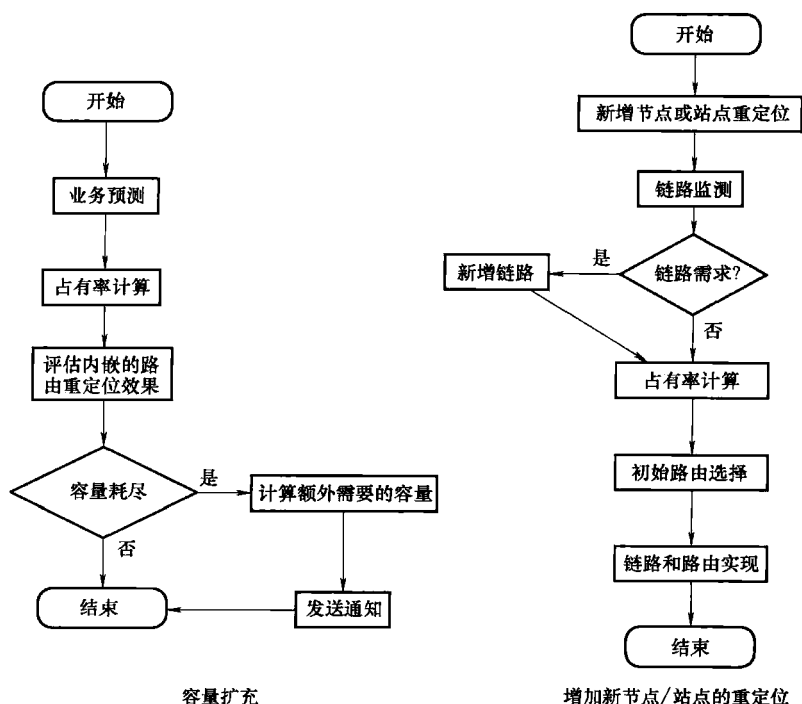 开始
业务预测
占有率计算
评估内嵌的路
由重定位效果
容量耗尽
是
计算额外需要的容量
否
结束
发送通知
容量扩充
开始
新增节点或站点重定位
链路监测
链路需求?
是
新增链路
否
占有率计算
初始路由选择
链路和路由实现
结束
增加新节点/站点的重定位